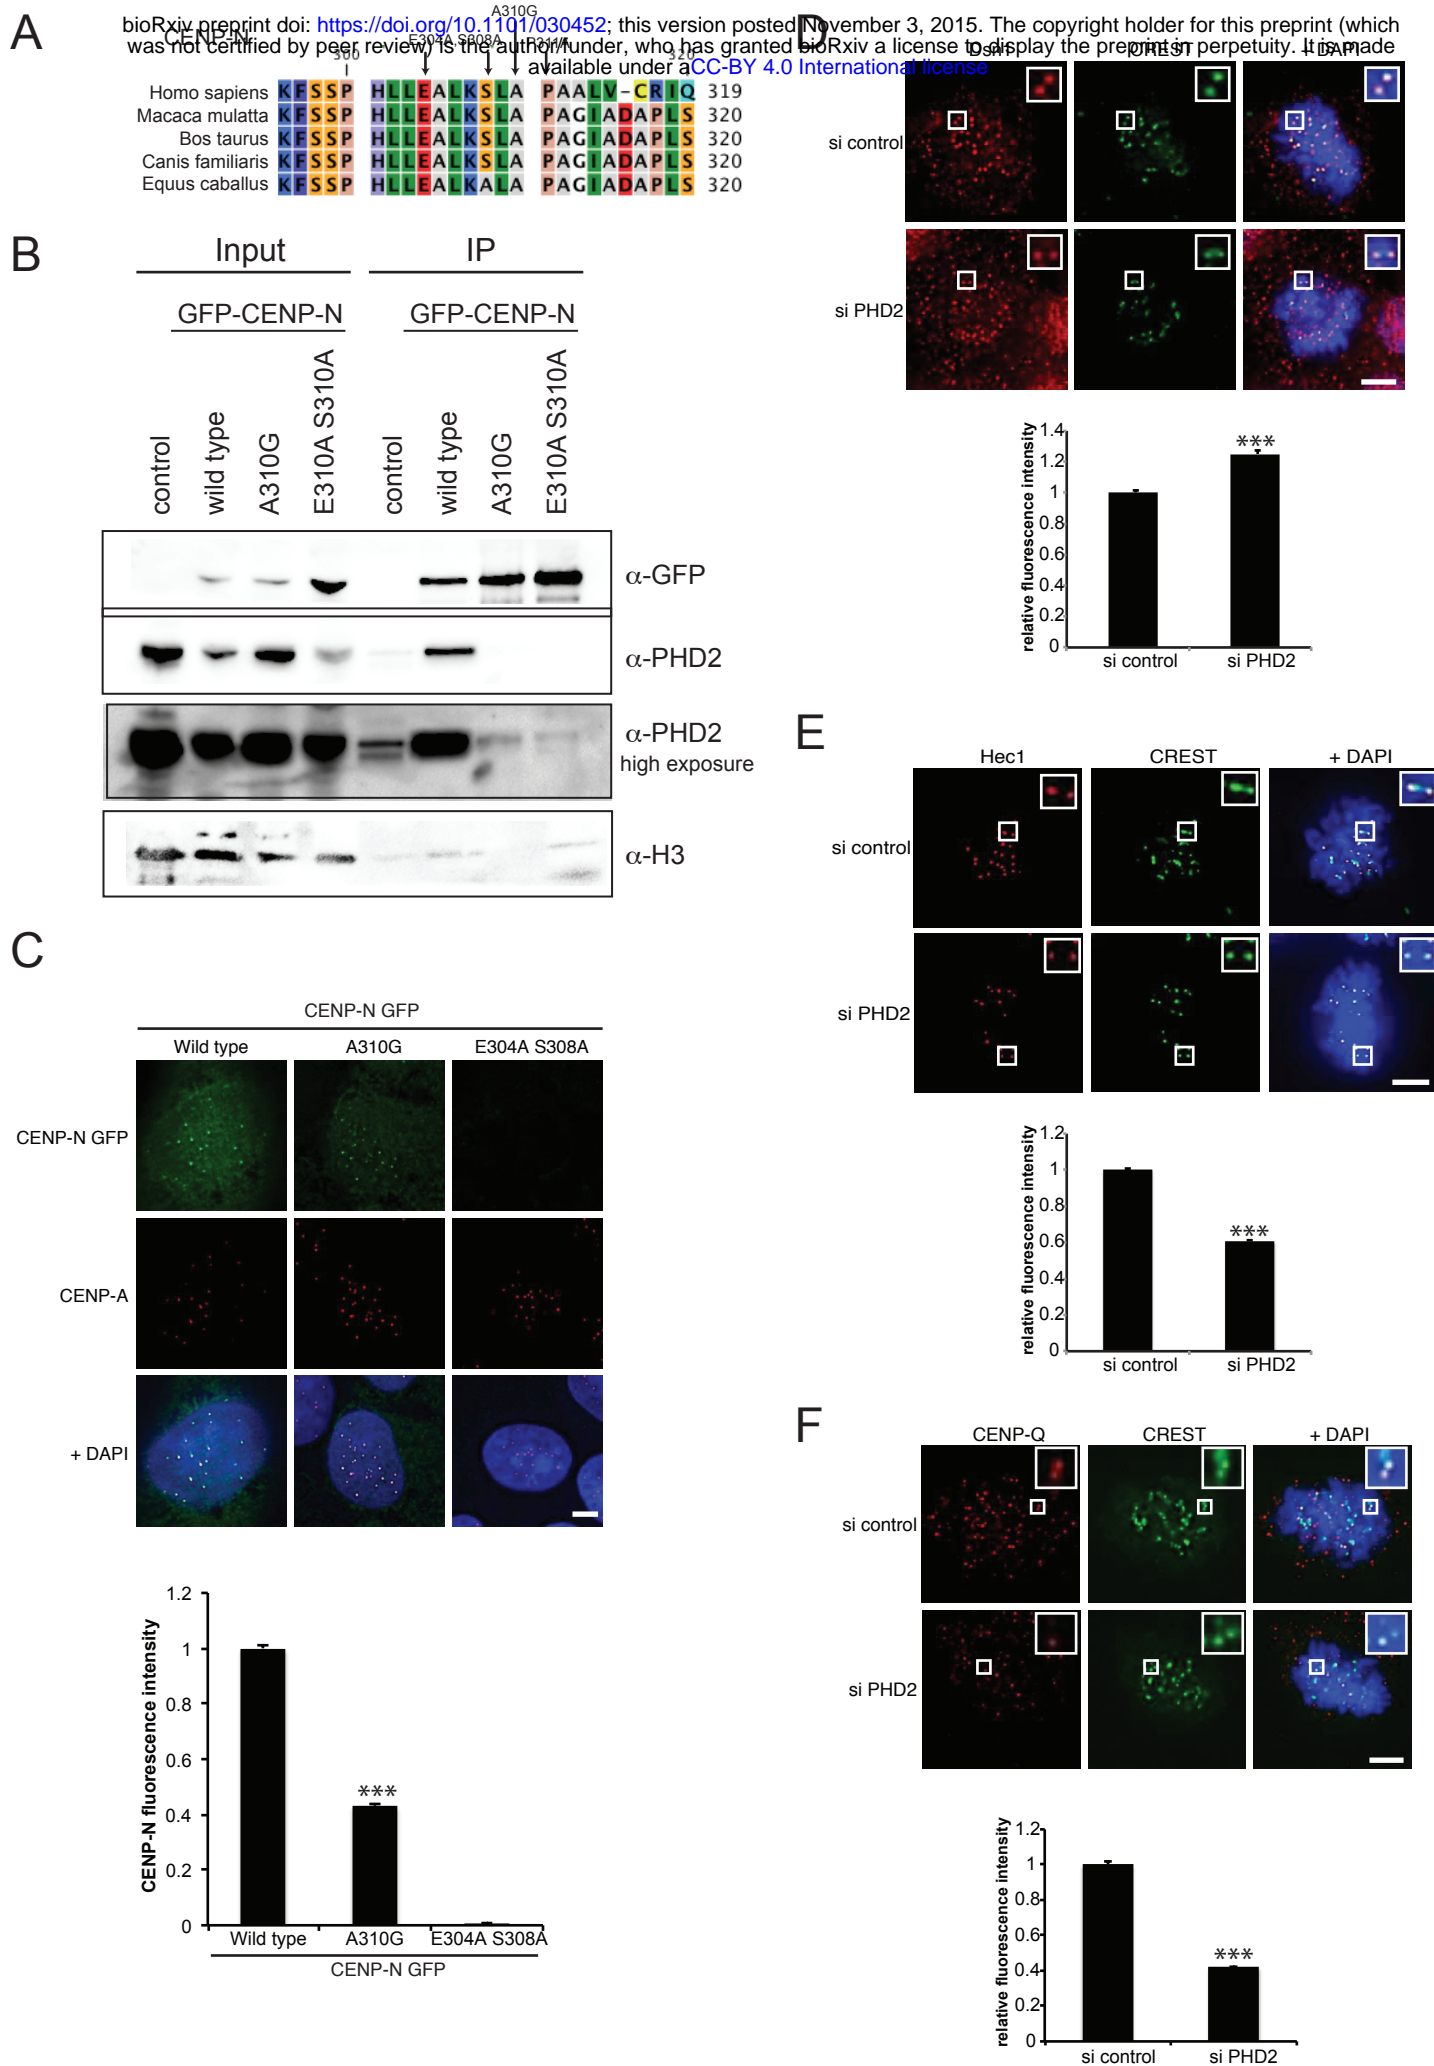 bioRxiv preprint doi: https://doi.org/10.1101/030452; this version posted November 3, 2015. The copyright holder for this preprint (which
was not certified by peer review) is the author/funder, who has granted bioRxiv a license to display the preprint in perpetuity. It is made
available under aCC-BY 4.0 International license
A
CENP-N
A310G
E304A S308A P311A
300 320
Homo sapiens KFSSP HLLEALKSLA PAALV-CRIQ 319
Macaca mulatta KFSSP HLLEALKSLA PAGIADAPLS 320
Bos taurus KFSSP HLLEALKSLA PAGIADAPLS 320
Canis familiaris KFSSP HLLEALKSLA PAGIADAPLS 320
Equus caballus KFSSP HLLEALKALA PAGIADAPLS 320
B
Input IP
GFP-CENP-N GFP-CENP-N
control wild type A310G E310A S310A control wild type A310G E310A S310A
α-GFP
α-PHD2
α-PHD2
high exposure
α-H3
C
CENP-N GFP
Wild type A310G E304A S308A
CENP-N GFP
CENP-A
+ DAPI
CENP-N fluorescence intensity
1.2
1
0.8
0.6
0.4
0.2
0
***
Wild type A310G E304A S308A
CENP-N GFP
D
Dsn1 CREST + DAPI
si control
si PHD2
relative fluorescence intensity
1.4
1.2
1
0.8
0.6
0.4
0.2
0
***
si control si PHD2
E
Hec1 CREST + DAPI
si control
si PHD2
relative fluorescence intensity
1.2
1
0.8
0.6
0.4
0.2
0
***
si control si PHD2
F
CENP-Q CREST + DAPI
si control
si PHD2
relative fluorescence intensity
1.2
1
0.8
0.6
0.4
0.2
0
***
si control si PHD2